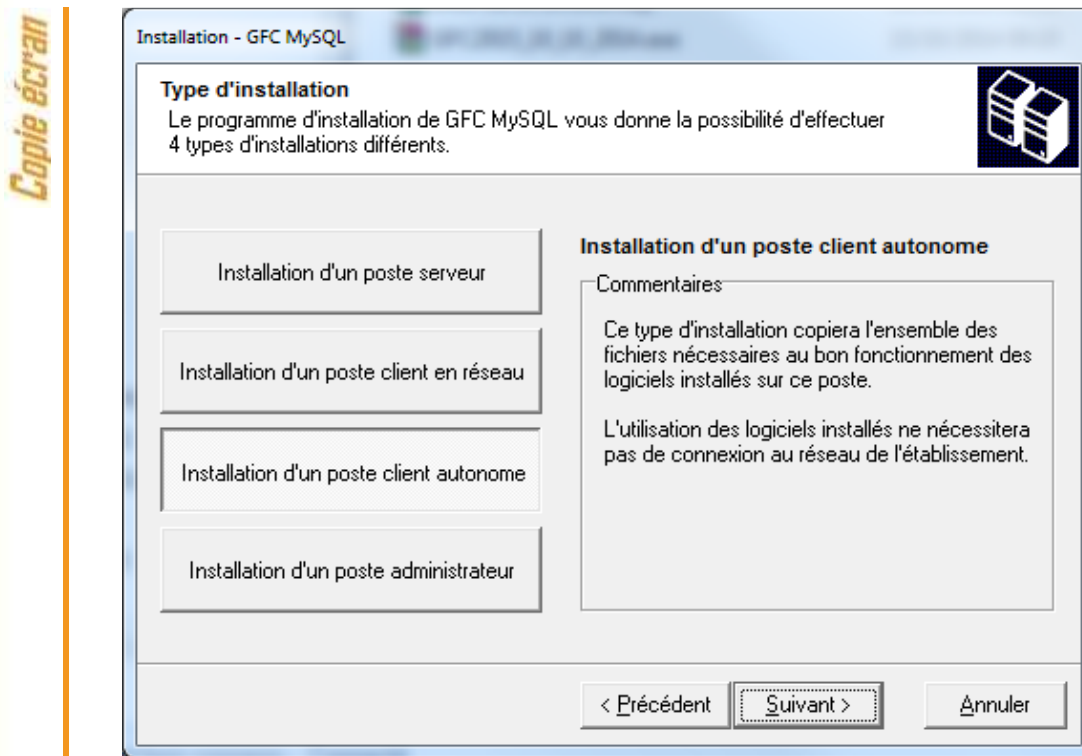 Copie écran
Installation - GFC MySQL
Type d'installation
Le programme d'installation de GFC MySQL vous donne la possibilité d'effectuer
4 types d'installations différents.
Installation d'un poste serveur
Installation d'un poste client en réseau
Installation d'un poste client autonome
Installation d'un poste administrateur
Installation d'un poste client autonome
Commentaires
Ce type d'installation copiera l'ensemble des
fichiers nécessaires au bon fonctionnement des
logiciels installés sur ce poste.
L'utilisation des logiciels installés ne nécessitera
pas de connexion au réseau de l'établissement.
< Précédent
Suivant >
Annuler